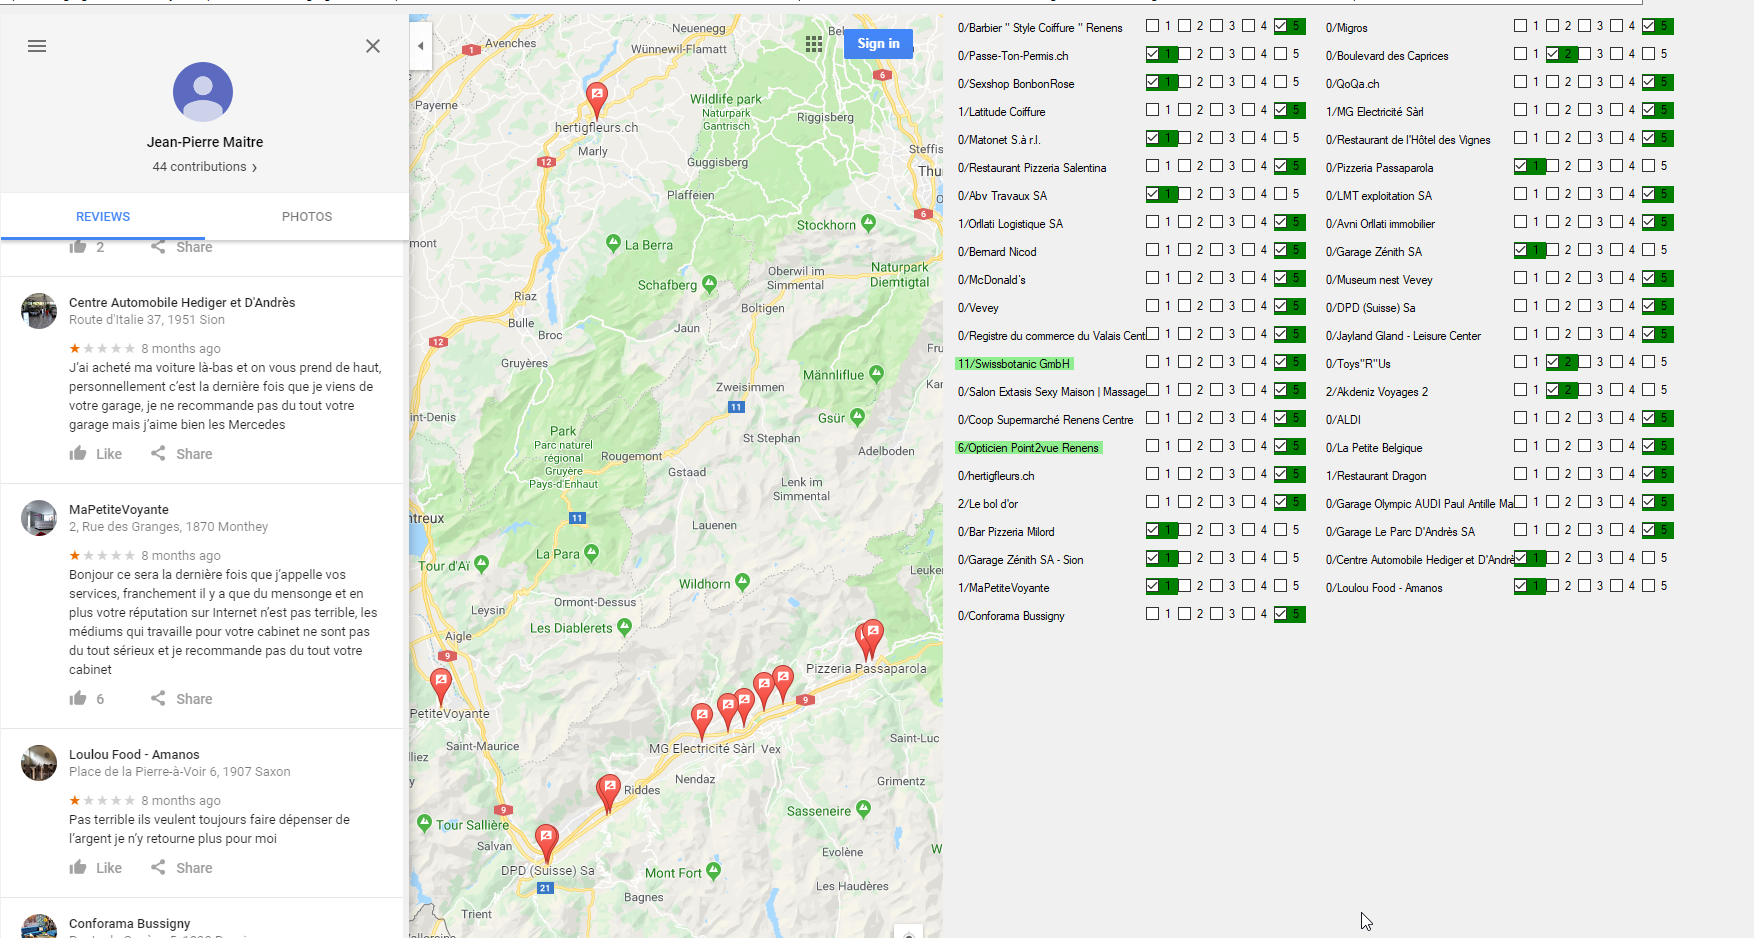 Jean-Pierre Maitre
44 contributions ›
REVIEWS
PHOTOS
2
Share
Centre Automobile Hediger et D'Andrès
Route d'Italie 37, 1951 Sion
8 months ago
J'ai acheté ma voiture là-bas et on vous prend de haut,
personnellement c'est la dernière fois que je viens de
votre garage, je ne recommande pas du tout votre
garage mais j'aime bien les Mercedes
Like
Share
MaPetiteVoyante
2, Rue des Granges, 1870 Monthey
8 months ago
Bonjour ce sera la dernière fois que j'appelle vos
services, franchement il y a que du mensonge et en
plus votre réputation sur Internet n'est pas terrible, les
médiums qui travaille pour votre cabinet ne sont pas
du tout sérieux et je recommande pas du tout votre
cabinet
6
Share
Loulou Food - Amanos
Place de la Pierre-à-Voir 6, 1907 Saxon
8 months ago
Pas terrible ils veulent toujours faire dépenser de
l'argent je n'y retourne plus pour moi
Like
Share
Conforama Bussigny
Sign in
Neuenegg
1
Avenches
Wünnewil-Flamatt
6
Payerne
Wildlife park
Naturpark
Gantrisch
Riggisberg
hertigfleurs.ch
Marly
12
Guggisberg
Steffis
Thu
Plaffeien
6
Stockhorn
mont
La Berra
Oberwil im
Simmental
Naturpark
Diemtigtal
Schafberg
Riaz
Boltigen
Bulle
Broc
Jaun
12
Fru
Gruyères
Männliflue
Zweisimmen
Kar
11
int-Denis
Gsür
Park
Parc naturel
régional
Gruyère
Pays-d'Enhaut
St Stephan
Rougemont
Adelboden
Gstaad
Lenk im
Simmental
ntreux
11
Lauenen
La Para
Tour d'Aï
Wildhorn
Leuker
Ormont-Dessus
Leysin
Les Diablerets
Aigle
9
Pizzeria Passaparola
9
PetiteVoyante
MG Electricité Sàrl
Vex
Saint-Maurice
Saint-Luc
lliez
Nendaz
Grimentz
Riddes
9
Sasseneire
Tour Sallière
Salvan
Evolène
W
DPD (Suisse) Sa
Mont Fort
21
Les Haudères
Bagnes
Trient
0/Barbier " Style Coiffure " Renens 1 2 3 4 5
0/Passe-Ton-Permis.ch 1 2 3 4 5
0/Sexshop BonbonRose 1 2 3 4 5
1/Latitude Coiffure 1 2 3 4 5
0/Matonet S.à r.l. 1 2 3 4 5
0/Restaurant Pizzeria Salentina 1 2 3 4 5
0/Abv Travaux SA 1 2 3 4 5
1/Orllati Logistique SA 1 2 3 4 5
0/Bernard Nicod 1 2 3 4 5
0/McDonald's 1 2 3 4 5
0/Vevey 1 2 3 4 5
0/Registre du commerce du Valais Cent 1 2 3 4 5
11/Swissbotanic GmbH 1 2 3 4 5
0/Salon Extasis Sexy Maison | Massage 1 2 3 4 5
0/Coop Supermarché Renens Centre 1 2 3 4 5
6/Opticien Point2vue Renens 1 2 3 4 5
0/hertigfleurs.ch 1 2 3 4 5
2/Le bol d'or 1 2 3 4 5
0/Bar Pizzeria Milord 1 2 3 4 5
0/Garage Zénith SA - Sion 1 2 3 4 5
1/MaPetiteVoyante 1 2 3 4 5
0/Conforama Bussigny 1 2 3 4 5
0/Migros 1 2 3 4 5
0/Boulevard des Caprices 1 2 3 4 5
0/QoQa.ch 1 2 3 4 5
1/MG Electricité Sàrl 1 2 3 4 5
0/Restaurant de l'Hôtel des Vignes 1 2 3 4 5
0/Pizzeria Passaparola 1 2 3 4 5
0/LMT exploitation SA 1 2 3 4 5
0/Avni Orllati immobilier 1 2 3 4 5
0/Garage Zénith SA 1 2 3 4 5
0/Museum nest Vevey 1 2 3 4 5
0/DPD (Suisse) Sa 1 2 3 4 5
0/Jayland Gland - Leisure Center 1 2 3 4 5
0/Toys"R"Us 1 2 3 4 5
2/Akdeniz Voyages 2 1 2 3 4 5
0/ALDI 1 2 3 4 5
0/La Petite Belgique 1 2 3 4 5
1/Restaurant Dragon 1 2 3 4 5
0/Garage Olympic AUDI Paul Antille Ma 1 2 3 4 5
0/Garage Le Parc D'Andrès SA 1 2 3 4 5
0/Centre Automobile Hediger et D'Andrè 1 2 3 4 5
0/Loulou Food - Amanos 1 2 3 4 5